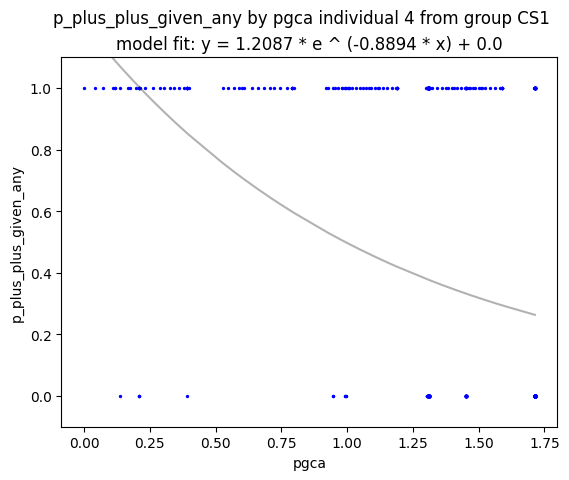 p_plus_plus_given_any by pgca individual 4 from group CS1
model fit: y = 1.2087 * e ^ (-0.8894 * x) + 0.0
p_plus_plus_given_any
1.0
0.8
0.6
0.4
0.2
0.0
0.00 0.25 0.50 0.75 1.00 1.25 1.50 1.75
pgca